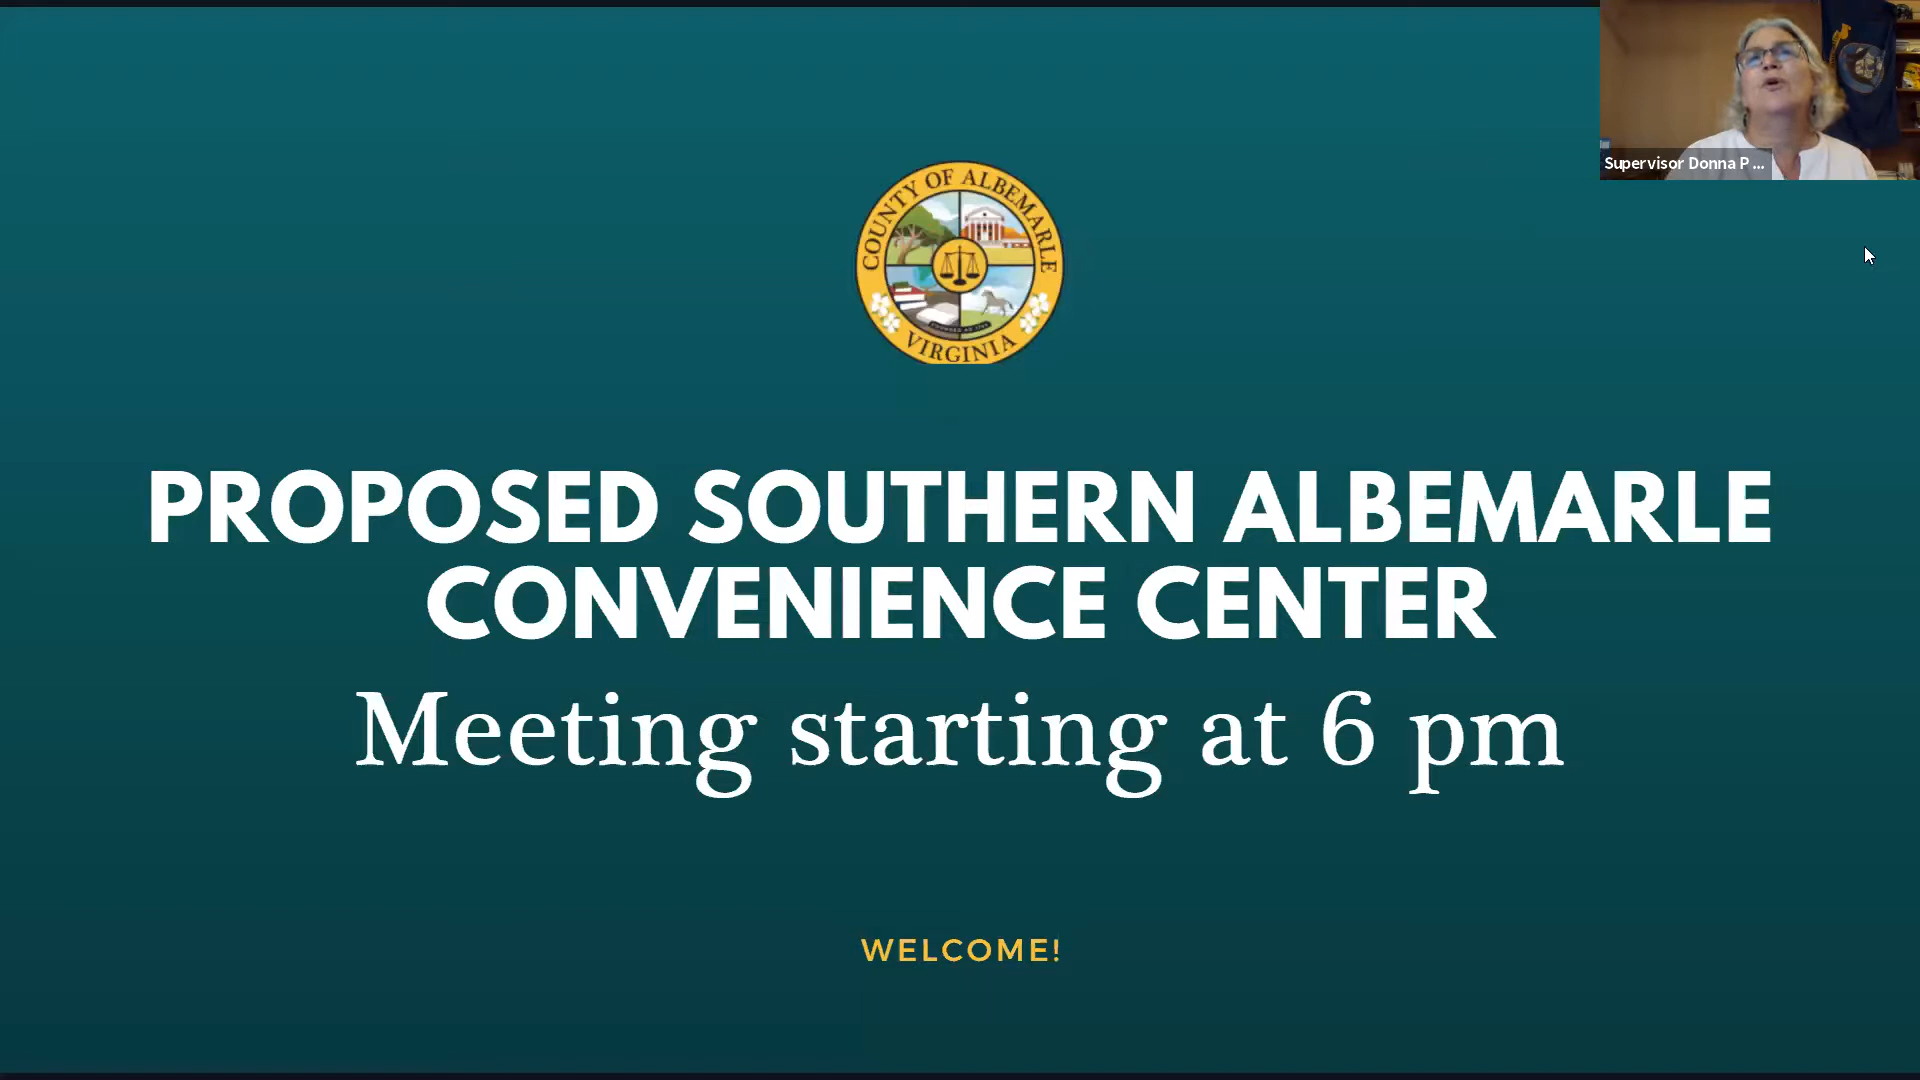 Supervisor Donna P ...
COUNTY OF ALBEMARLE
VIRGINIA
PROPOSED SOUTHERN ALBEMARLE
CONVENIENCE CENTER
Meeting starting at 6 pm
WELCOME!